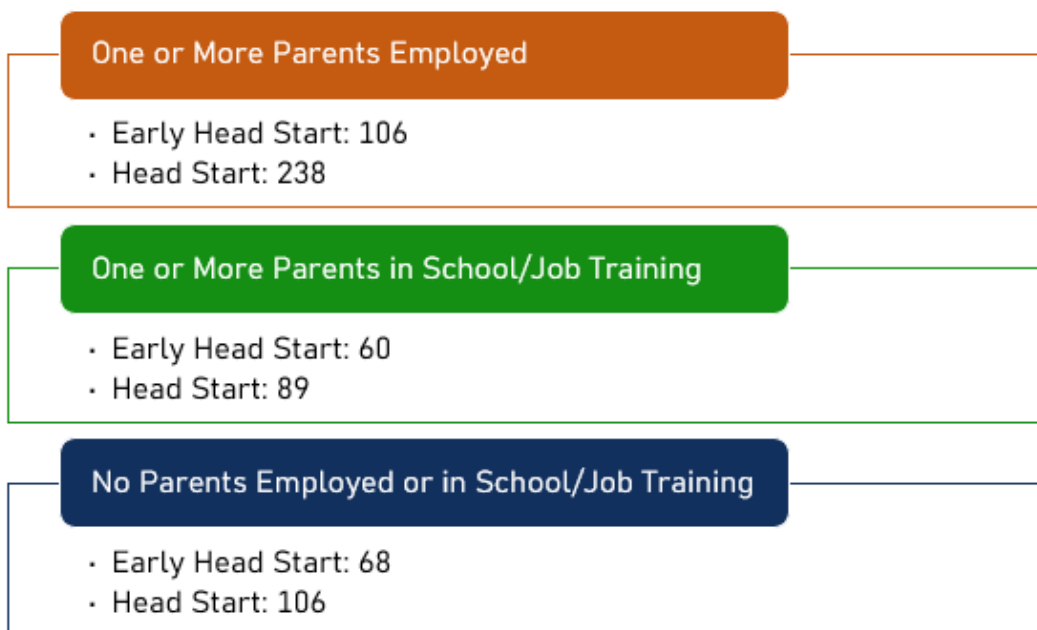 One or More Parents Employed
· Early Head Start: 106
· Head Start: 238
One or More Parents in School/Job Training
· Early Head Start: 60
· Head Start: 89
No Parents Employed or in School/Job Training
· Early Head Start: 68
· Head Start: 106